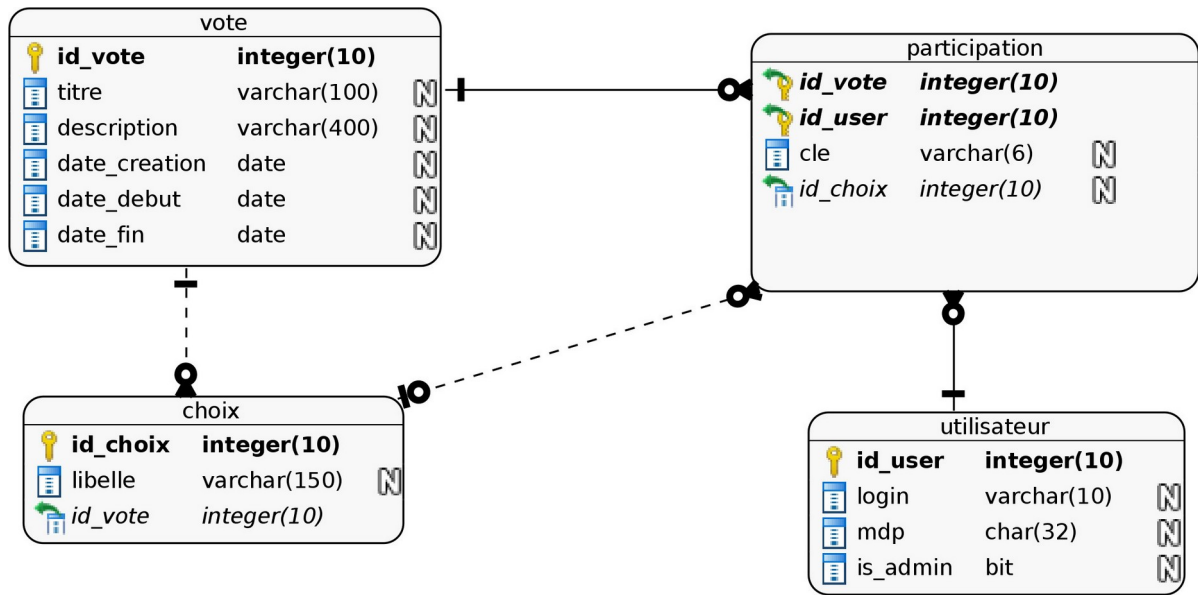 vote
id_vote integer(10)
titre varchar(100) N
description varchar(400) N
date_creation date N
date_debut date N
date_fin date N
participation
id_vote integer(10)
id_user integer(10)
cle varchar(6) N
id_choix integer(10) N
choix
id_choix integer(10)
libelle varchar(150) N
id_vote integer(10)
utilisateur
id_user integer(10)
login varchar(10) N
mdp char(32) N
is_admin bit N